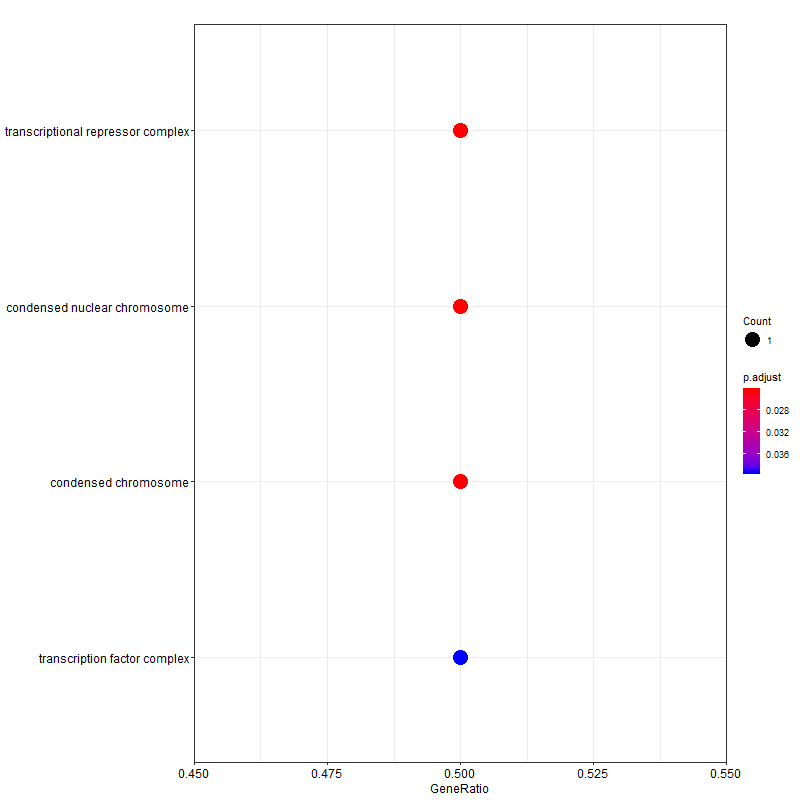 transcriptional repressor complex
condensed nuclear chromosome
condensed chromosome
transcription factor complex
0.450
0.475
0.500
0.525
0.550
GeneRatio
Count
1
p.adjust
0.028
0.032
0.036